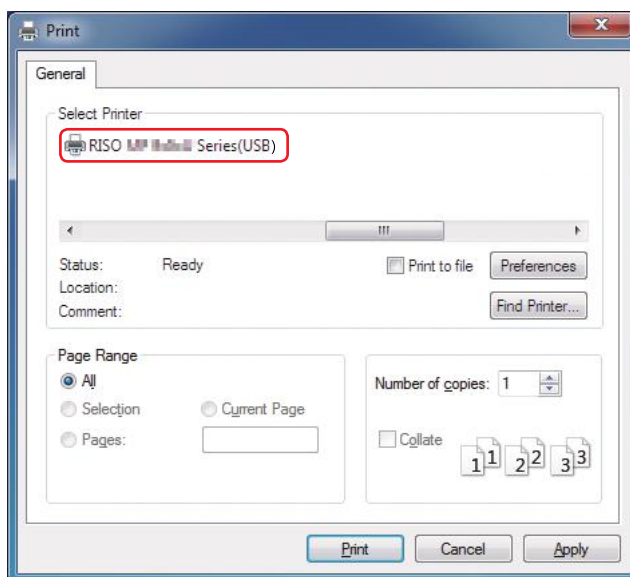 Print
General
Select Printer
RISO Series(USB)
Status: Ready
Print to file
Preferences
Location:
Comment:
Find Printer...
Page Range
All
Selection
Current Page
Pages:
Number of copies: 1
Collate
1 1 2 2 3 3
Print
Cancel
Apply